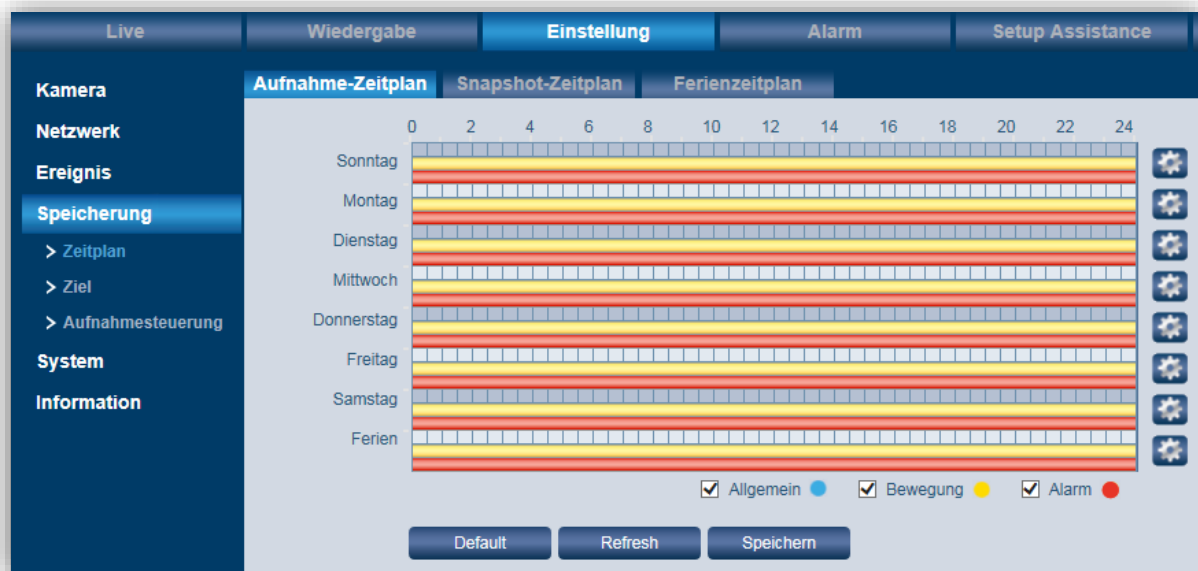 Live Wiedergabe Einstellung Alarm Setup Assistance
Kamera
Netzwerk
Ereignis
Speicherung
> Zeitplan
> Ziel
> Aufnahmesteuerung
System
Information
Aufnahme-Zeitplan Snapshot-Zeitplan Ferienzeitplan
0 2 4 6 8 10 12 14 16 18 20 22 24
Sonntag
Montag
Dienstag
Mittwoch
Donnerstag
Freitag
Samstag
Ferien
Allgemein Bewegung Alarm
Default Refresh Speichern